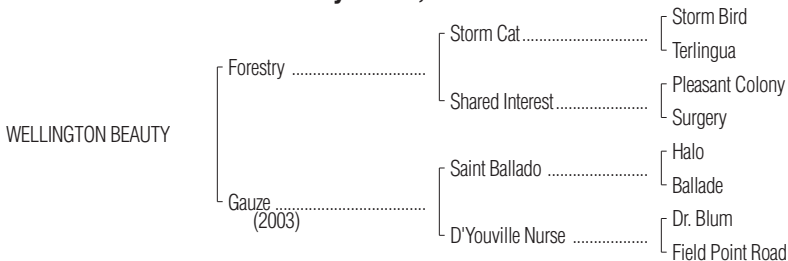 Storm Bird
Storm Cat
Terlingua
Forestry
Pleasant Colony
Shared Interest
Surgery
WELLINGTON BEAUTY
Halo
Saint Ballado
Ballade
Gauze
(2003)
Dr. Blum
D'Youville Nurse
Field Point Road